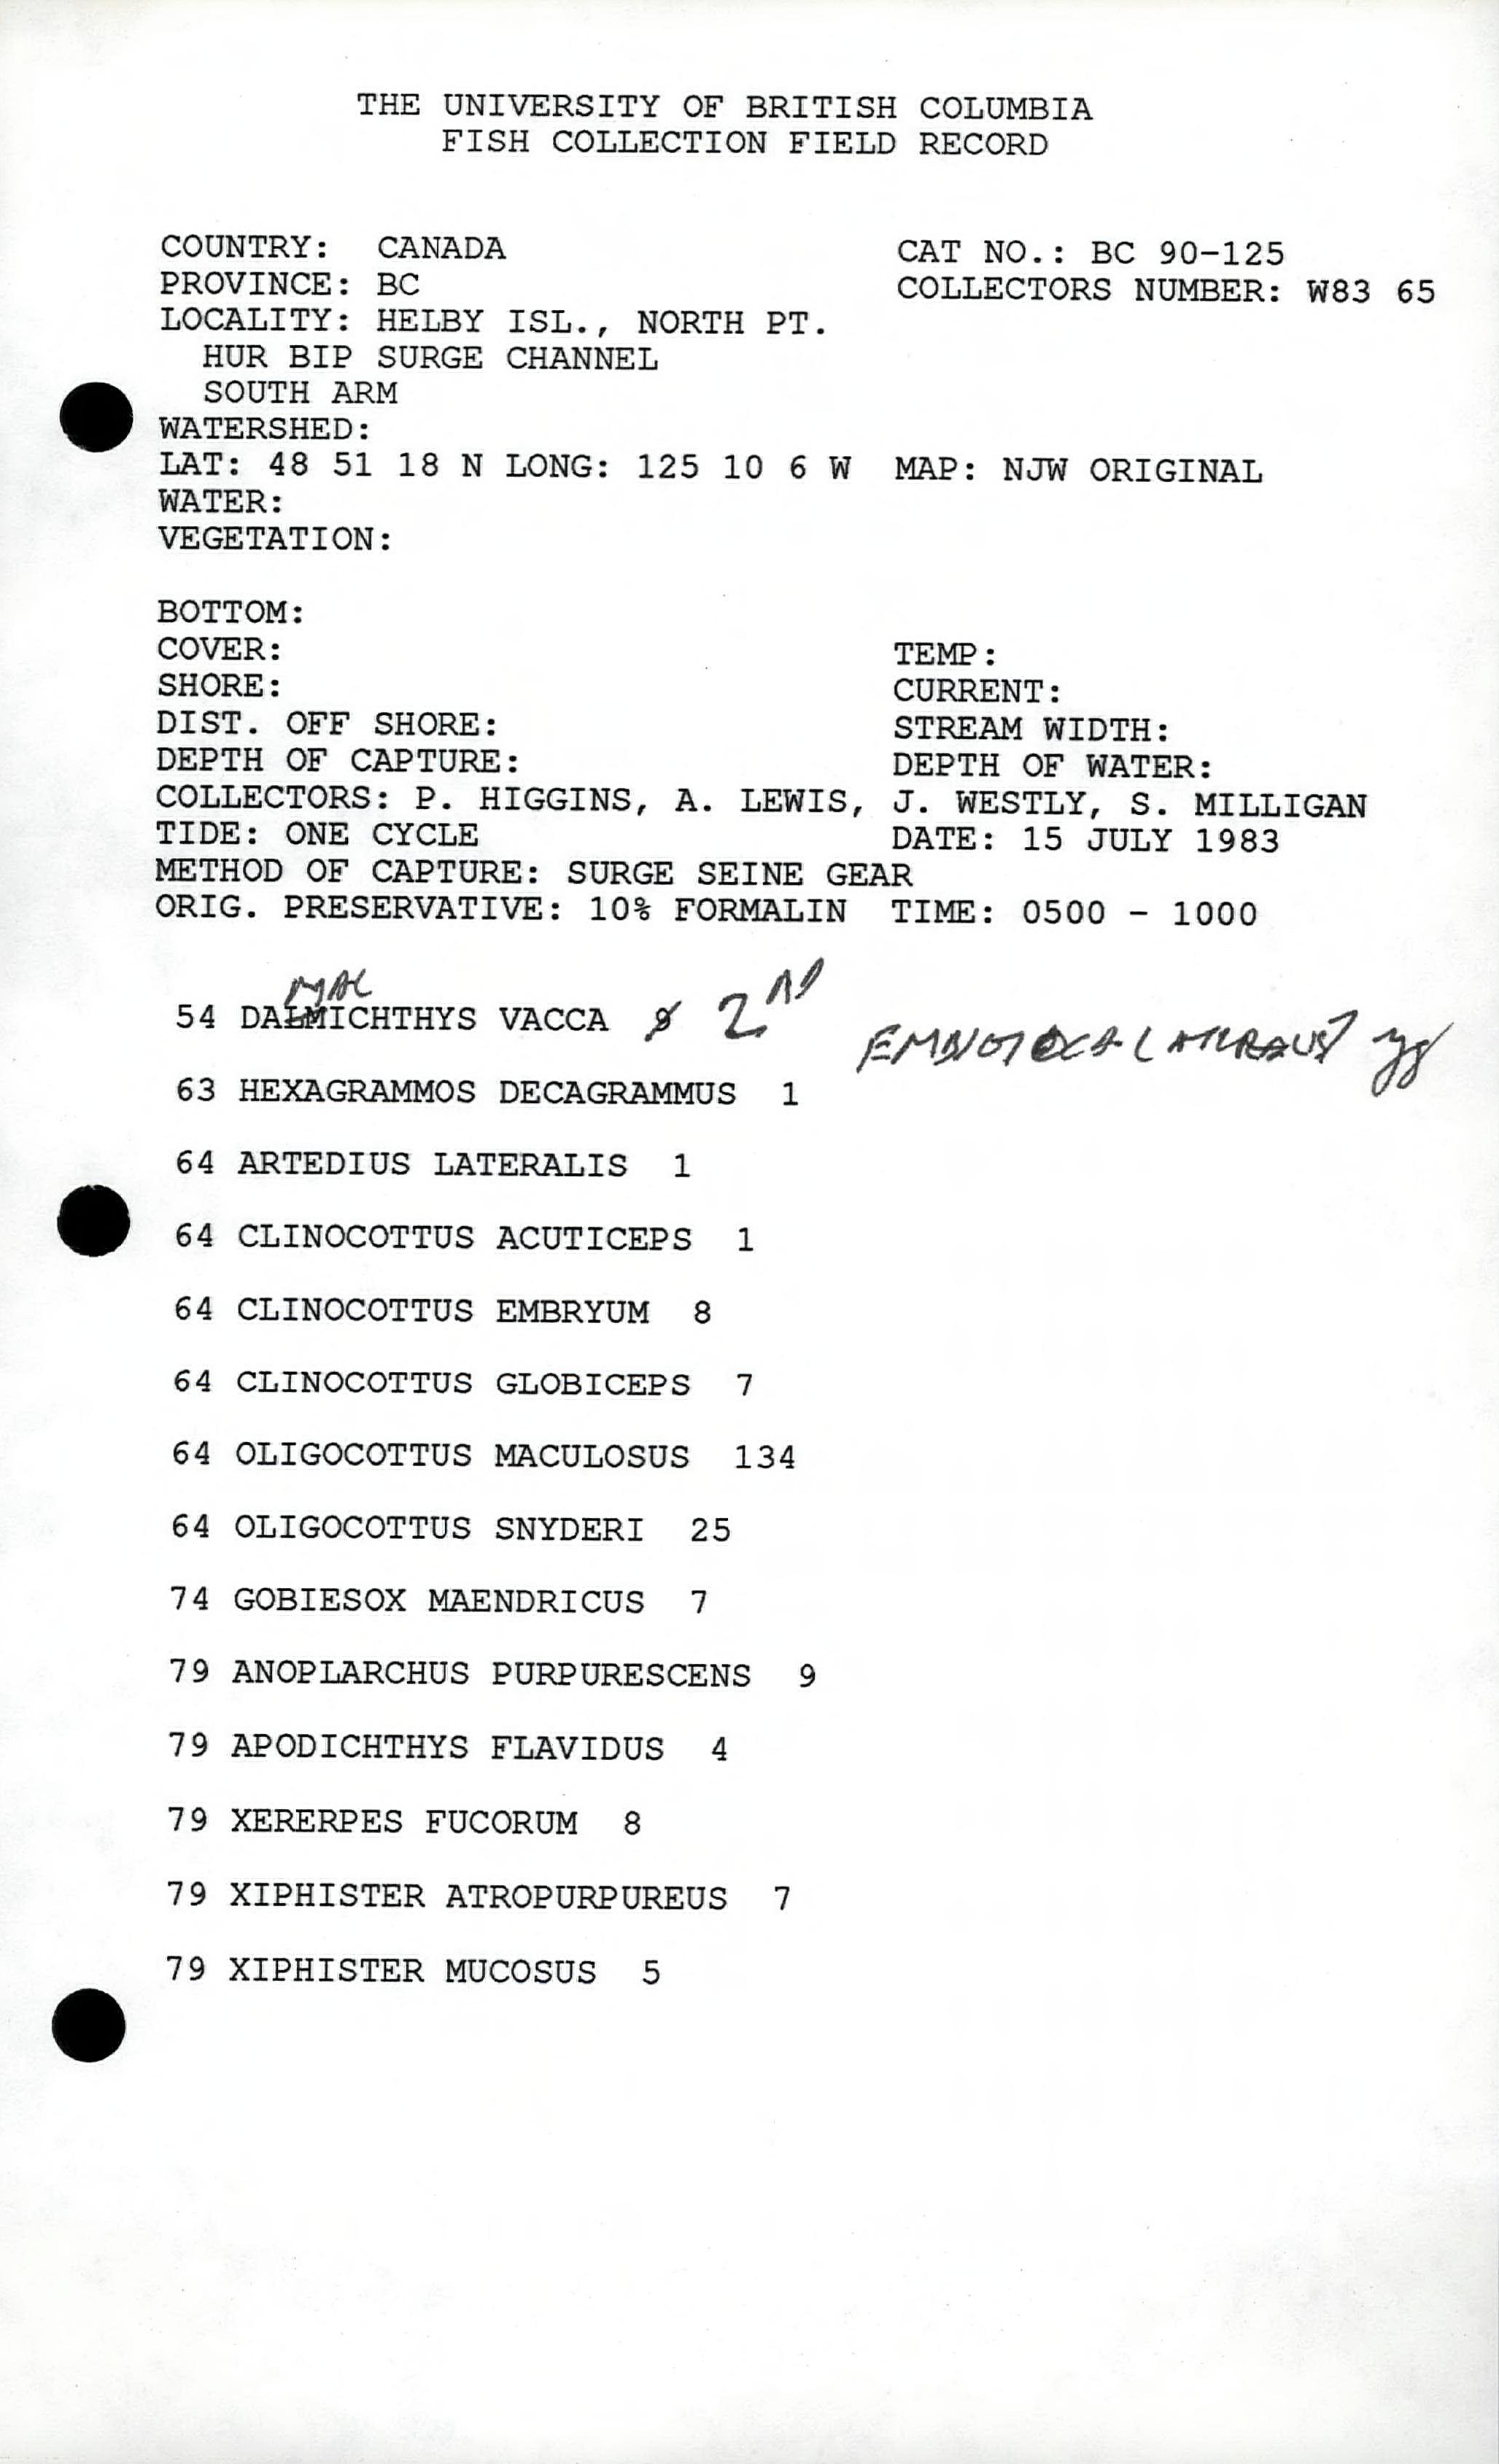 THE UNIVERSITY OF BRITISH COLUMBIA
FISH COLLECTION FIELD RECORD
COUNTRY: CANADA CAT NO.: BC 90-125
PROVINCE: BC COLLECTORS NUMBER: W83 65
LOCALITY: HELBY ISL., NORTH PT.
HUR BIP SURGE CHANNEL
SOUTH ARM
WATERSHED:
LAT: 48 51 18 N LONG: 125 10 6 W MAP: NJW ORIGINAL
WATER:
VEGETATION:
BOTTOM:
COVER: TEMP:
SHORE: CURRENT:
DIST. OFF SHORE: STREAM WIDTH:
DEPTH OF CAPTURE: DEPTH OF WATER:
COLLECTORS: P. HIGGINS, A. LEWIS, J. WESTLY, S. MILLIGAN
TIDE: ONE CYCLE DATE: 15 JULY 1983
METHOD OF CAPTURE: SURGE SEINE GEAR
ORIG. PRESERVATIVE: 10% FORMALIN TIME: 0500 - 1000
MAL
54 DALMICHTHYS VACCA 2 EMBIOTOCA LATERALIS
63 HEXAGRAMMOS DECAGRAMMUS 1
64 ARTEDIUS LATERALIS 1
64 CLINOCOTTUS ACUTICEPS 1
64 CLINOCOTTUS EMBRYUM 8
64 CLINOCOTTUS GLOBICEPS 7
64 OLIGOCOTTUS MACULOSUS 134
64 OLIGOCOTTUS SNYDERI 25
74 GOBIESOX MAENDRICUS 7
79 ANOPLARCHUS PURPURESCENS 9
79 APODICHTHYS FLAVIDUS 4
79 XERERPES FUCORUM 8
79 XIPHISTER ATROPURPUREUS 7
79 XIPHISTER MUCOSUS 5